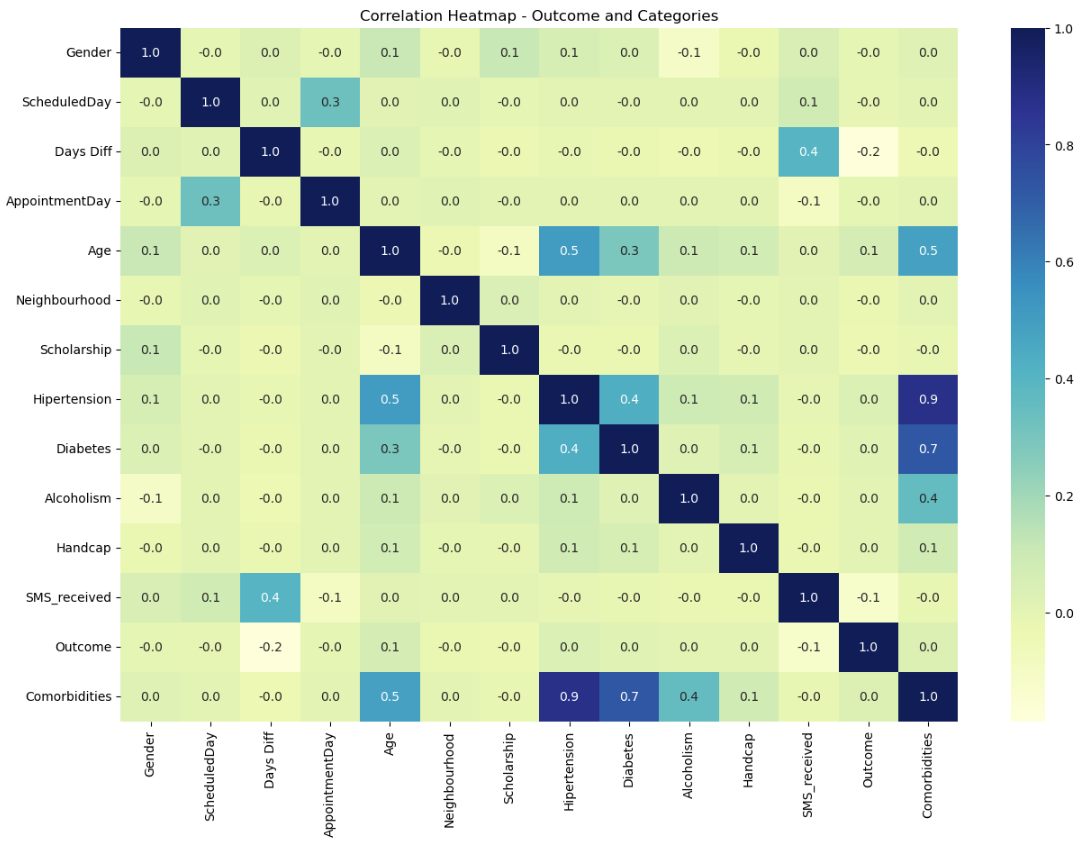 Correlation Heatmap - Outcome and Categories
Gender 1.0 -0.0 0.0 -0.0 0.1 -0.0 0.1 0.1 0.0 -0.1 -0.0 0.0 -0.0 0.0
ScheduledDay -0.0 1.0 0.0 0.3 0.0 0.0 -0.0 0.0 -0.0 0.0 0.0 0.1 -0.0 0.0
Days Diff 0.0 0.0 1.0 -0.0 0.0 -0.0 -0.0 -0.0 -0.0 -0.0 -0.0 0.4 -0.2 -0.0
AppointmentDay -0.0 0.3 -0.0 1.0 0.0 0.0 -0.0 0.0 0.0 0.0 0.0 -0.1 -0.0 0.0
Age 0.1 0.0 0.0 0.0 1.0 -0.0 -0.1 0.5 0.3 0.1 0.1 0.0 0.1 0.5
Neighbourhood -0.0 0.0 -0.0 0.0 -0.0 1.0 0.0 0.0 -0.0 0.0 -0.0 0.0 -0.0 0.0
Scholarship 0.1 -0.0 -0.0 -0.0 -0.1 0.0 1.0 -0.0 -0.0 0.0 -0.0 0.0 -0.0 -0.0
Hipertension 0.1 0.0 -0.0 0.0 0.5 0.0 -0.0 1.0 0.4 0.1 0.1 -0.0 0.0 0.9
Diabetes 0.0 -0.0 -0.0 0.0 0.3 -0.0 -0.0 0.4 1.0 0.0 0.1 -0.0 0.0 0.7
Alcoholism -0.1 0.0 -0.0 0.0 0.1 0.0 0.0 0.1 0.0 1.0 0.0 -0.0 0.0 0.4
Handcap -0.0 0.0 -0.0 0.0 0.1 -0.0 -0.0 0.1 0.1 0.0 1.0 -0.0 0.0 0.1
SMS_received 0.0 0.1 0.4 -0.1 0.0 0.0 0.0 -0.0 -0.0 -0.0 -0.0 1.0 -0.1 -0.0
Outcome -0.0 -0.0 -0.2 -0.0 0.1 -0.0 -0.0 0.0 0.0 0.0 0.0 -0.1 1.0 0.0
Comorbidities 0.0 0.0 -0.0 0.0 0.5 0.0 -0.0 0.9 0.7 0.4 0.1 -0.0 0.0 1.0
Gender
ScheduledDay
Days Diff
AppointmentDay
Age
Neighbourhood
Scholarship
Hipertension
Diabetes
Alcoholism
Handcap
SMS_received
Outcome
Comorbidities
1.0
0.8
0.6
0.4
0.2
0.0